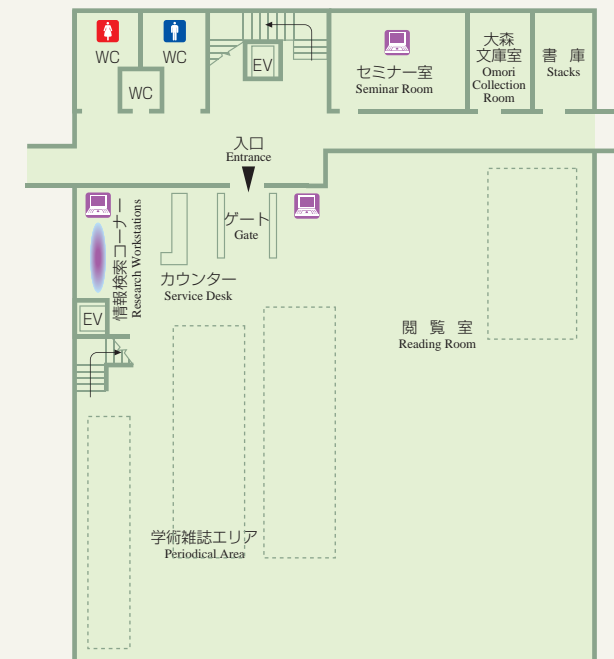 WC
WC
WC
EV
セミナー室
Seminar Room
大森
文庫室
Omori
Collection
Room
書 庫
Stacks
入口
Entrance
ゲート
Gate
情報検索コーナー
Research Workstations
カウンター
Service Desk
EV
閲 覧 室
Reading Room
学術雑誌エリア
Periodical Area